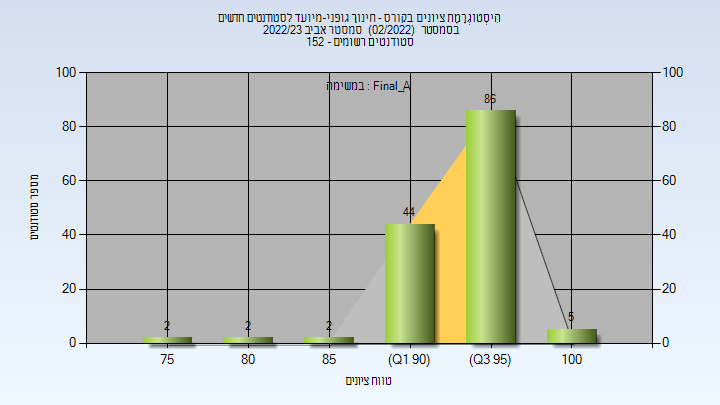 היסטוגרמת ציונים בקורס - חינוך גופני-מיועד לסטודנטים חדשים
בסמסטר (02/2022) סמסטר אביב 2022/23
סטודנטים רשומים - 152
במשימה : Final_A
מספר סטודנטים
100 100
80 80
60 60
40 40
20 20
0 0
2 2 2 44 86 5
75 80 85 (Q1 90) (Q3 95) 100
טווח ציונים